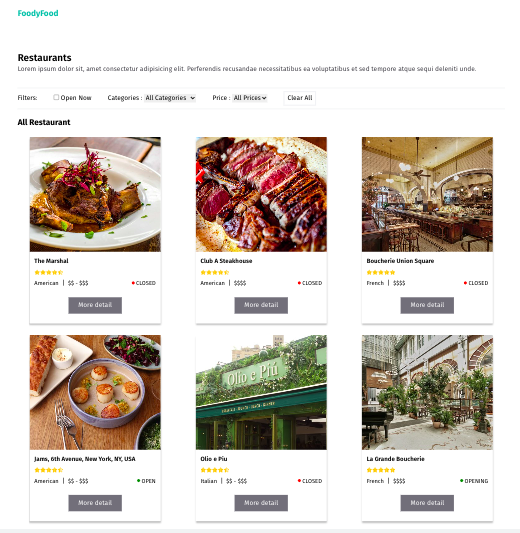 FoodyFood
Restaurants
Lorem ipsum dolor sit, amet consectetur adipisicing elit. Perferendis recusandae necessitatibus ea voluptatibus et sed tempore atque sequi deleniti unde.
Filters: Open Now Categories : All Categories Price : All Prices Clear All
All Restaurant
The Marshal
American | $$ - $$$ CLOSED
More detail
Club A Steakhouse
American | $$$$ CLOSED
More detail
Boucherie Union Square
French | $$$$ CLOSED
More detail
Jams, 6th Avenue, New York, NY, USA
American | $$ - $$$ OPEN
More detail
Olio e Più
Olio e Piu
Italian | $$ - $$$ CLOSED
More detail
La Grande Boucherie
French | $$$$ OPENING
More detail